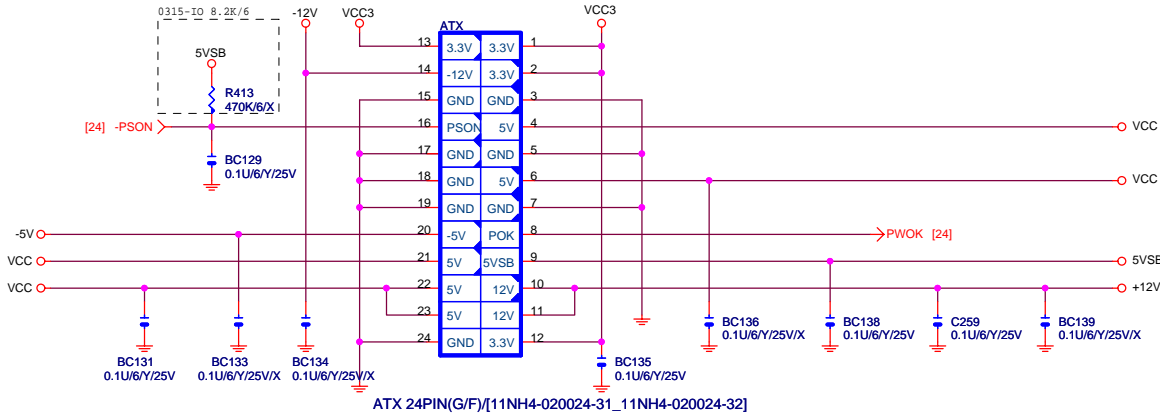 0315-IO 8.2K/6
-12V
VCC3
VCC3
ATX
5VSB
R413
470K/6/X
[24] -PSON
BC129
0.1U/6/Y/25V
13 3.3V 3.3V 1
14 -12V 3.3V 2
15 GND GND 3
16 PSON 5V 4
VCC
17 GND GND 5
18 GND 5V 6
VCC
19 GND GND 7
-5V
20 -5V POK 8
PWOK [24]
VCC
21 5V 5VSB 9
5VSB
VCC
22 5V 12V 10
+12V
23 5V 12V 11
24 GND 3.3V 12
BC131
0.1U/6/Y/25V
BC133
0.1U/6/Y/25V/X
BC134
0.1U/6/Y/25V/X
BC135
0.1U/6/Y/25V
BC136
0.1U/6/Y/25V/X
BC138
0.1U/6/Y/25V
C259
0.1U/6/Y/25V
BC139
0.1U/6/Y/25V/X
ATX 24PIN(G/F)/[11NH4-020024-31_11NH4-020024-32]